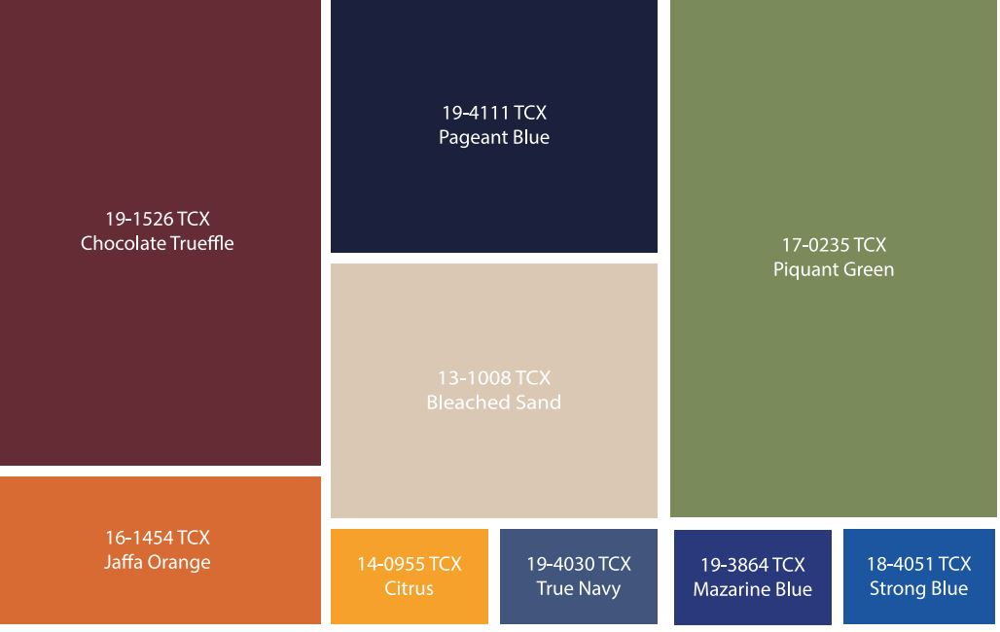 19-1526 TCX
Chocolate Trueffle
19-4111 TCX
Pageant Blue
17-0235 TCX
Piquant Green
13-1008 TCX
Bleached Sand
16-1454 TCX
Jaffa Orange
14-0955 TCX
Citrus
19-4030 TCX
True Navy
19-3864 TCX
Mazarine Blue
18-4051 TCX
Strong Blue